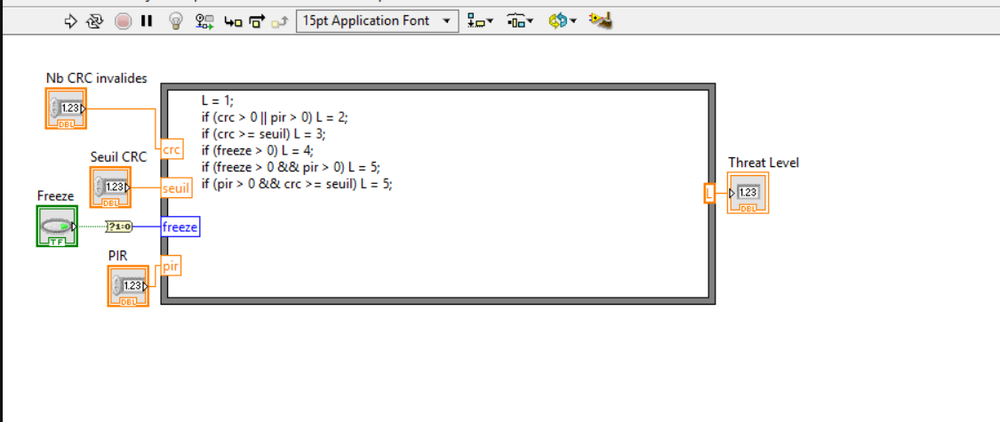 15pt Application Font
Nb CRC invalides
1.23
DBL
L = 1;
if (crc > 0 || pir > 0) L = 2;
if (crc >= seuil) L = 3;
if (freeze > 0) L = 4;
if (freeze > 0 && pir > 0) L = 5;
if (pir > 0 && crc >= seuil) L = 5;
crc
Seuil CRC
1.23
DBL
seuil
Freeze
TF
?1:0
freeze
PIR
1.23
DBL
pir
L
Threat Level
1.23
DBL